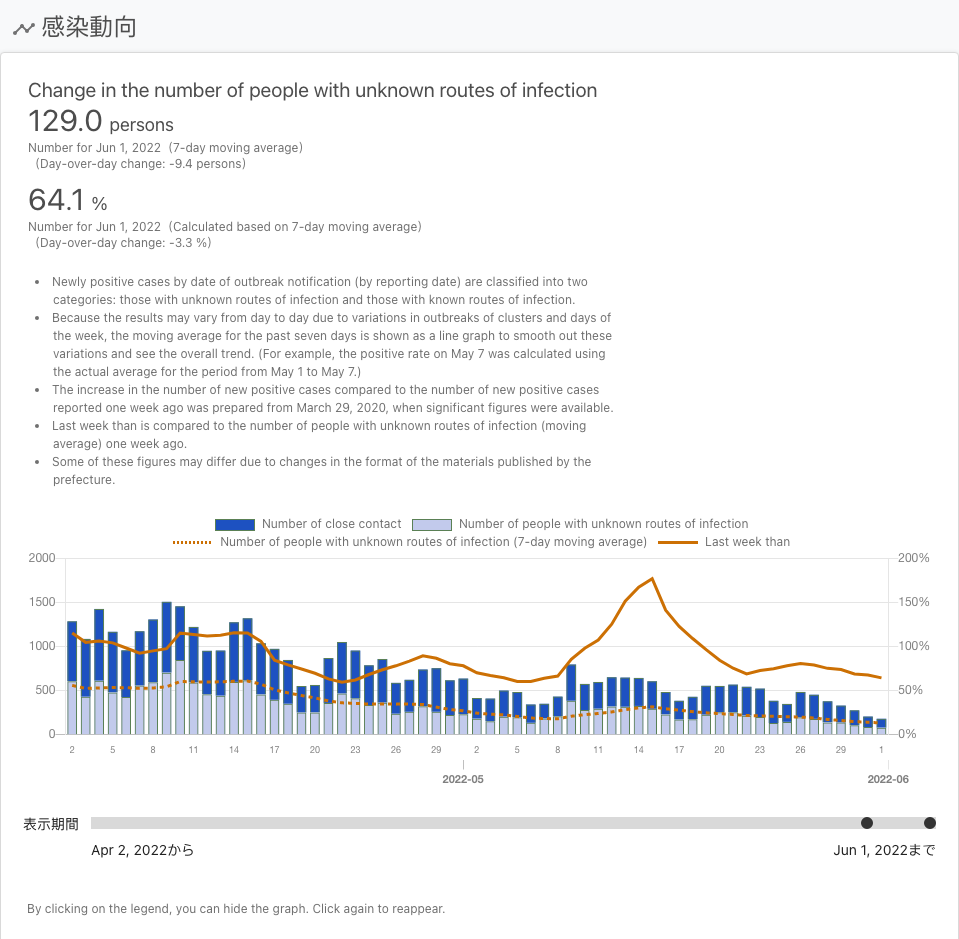 感染動向
Change in the number of people with unknown routes of infection
129.0 persons
Number for Jun 1, 2022 (7-day moving average)
(Day-over-day change: -9.4 persons)
64.1 %
Number for Jun 1, 2022 (Calculated based on 7-day moving average)
(Day-over-day change: -3.3 %)
• Newly positive cases by date of outbreak notification (by reporting date) are classified into two
categories: those with unknown routes of infection and those with known routes of infection.
• Because the results may vary from day to day due to variations in outbreaks of clusters and days of
the week, the moving average for the past seven days is shown as a line graph to smooth out these
variations and see the overall trend. (For example, the positive rate on May 7 was calculated using
the actual average for the period from May 1 to May 7.)
• The increase in the number of new positive cases compared to the number of new positive cases
reported one week ago was prepared from March 29, 2020, when significant figures were available.
• Last week than is compared to the number of people with unknown routes of infection (moving
average) one week ago.
• Some of these figures may differ due to changes in the format of the materials published by the
prefecture.
Number of close contact Number of people with unknown routes of infection
Number of people with unknown routes of infection (7-day moving average) Last week than
2000 200%
1500 150%
1000 100%
500 50%
0 0%
2 5 8 11 14 17 20 23 26 29 2 5 8 11 14 17 20 23 26 29 1
2022-05 2022-06
表示期間
Apr 2, 2022から Jun 1, 2022まで
By clicking on the legend, you can hide the graph. Click again to reappear.